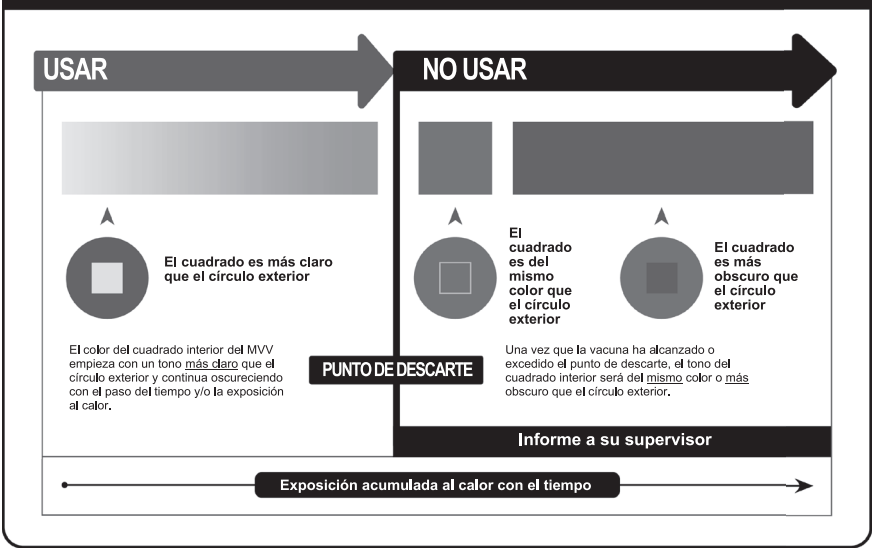 USAR
NO USAR
El cuadrado es más claro
que el círculo exterior
El
cuadrado
es del
mismo
color que
el círculo
exterior
El cuadrado
es más
obscuro que
el círculo
exterior
El color del cuadrado interior del MVV
empieza con un tono más claro que el
círculo exterior y continua oscureciendo
con el paso del tiempo y/o la exposición
al calor.
PUNTO DE DESCARTE
Una vez que la vacuna ha alcanzado o
excedido el punto de descarte, el tono del
cuadrado interior será del mismo color o más
obscuro que el círculo exterior.
Informe a su supervisor
Exposición acumulada al calor con el tiempo